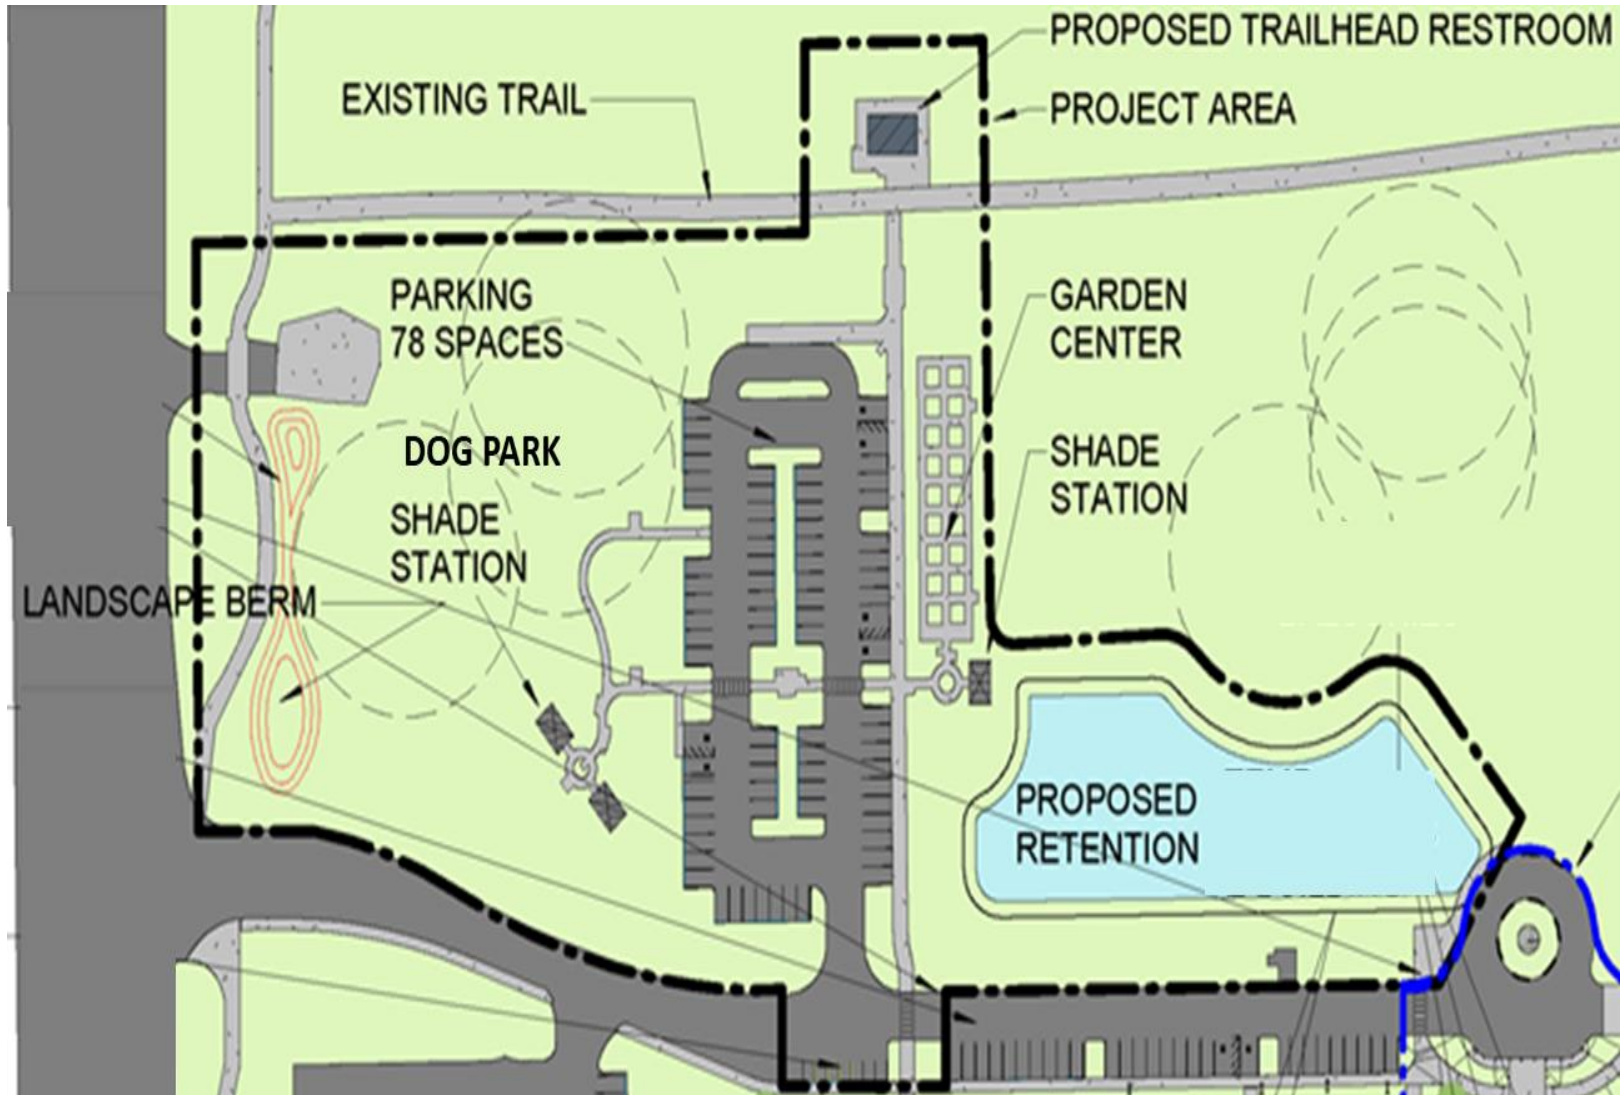 PROPOSED TRAILHEAD RESTROOM
EXISTING TRAIL
PROJECT AREA
PARKING
78 SPACES
GARDEN
CENTER
DOG PARK
SHADE
STATION
SHADE
STATION
LANDSCAPE BERM
PROPOSED
RETENTION